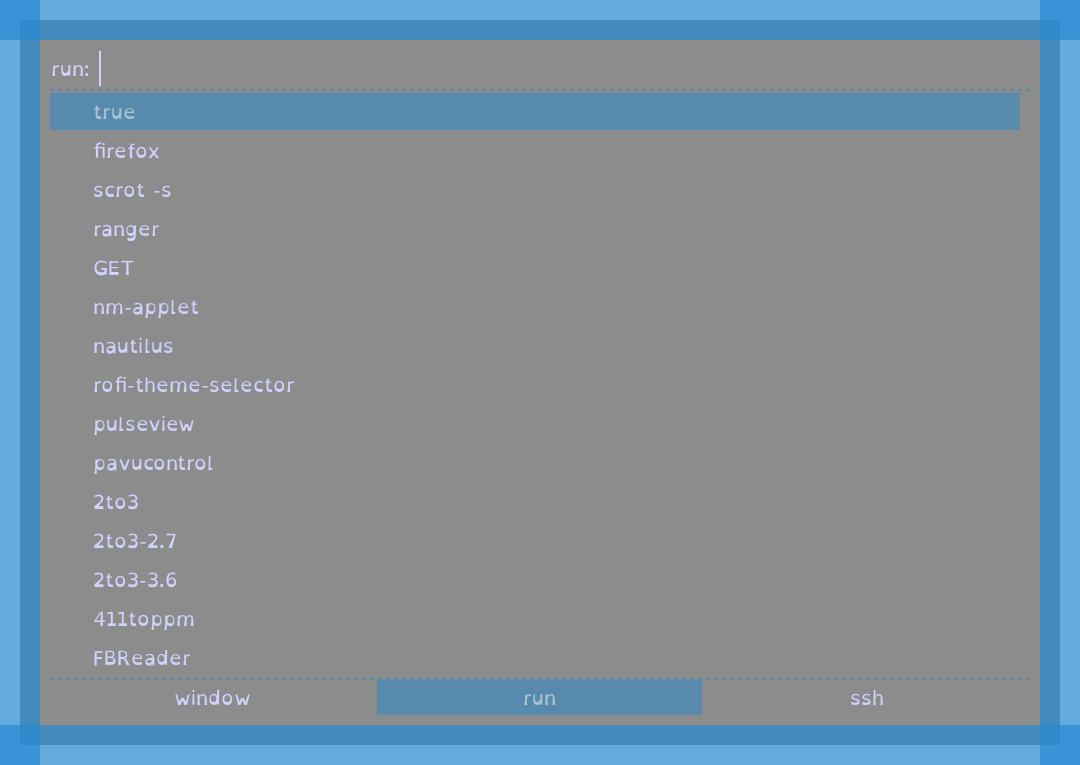 run:
true
firefox
scrot -s
ranger
GET
nm-applet
nautilus
rofi-theme-selector
pulseview
pavucontrol
2to3
2to3-2.7
2to3-3.6
411toppm
FBReader
window run ssh